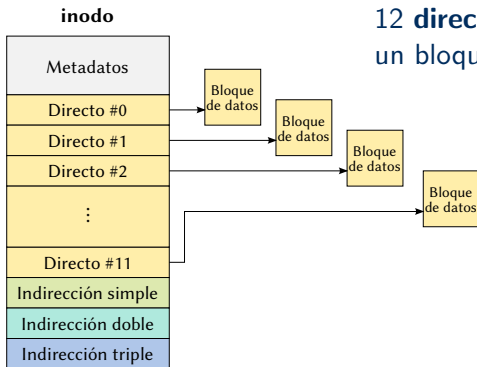 inodo
Metadatos
Directo #0
Directo #1
Directo #2
⋮
Directo #11
Indirección simple
Indirección doble
Indirección triple
Bloque
de datos
Bloque
de datos
Bloque
de datos
Bloque
de datos
12 direc
un bloqu